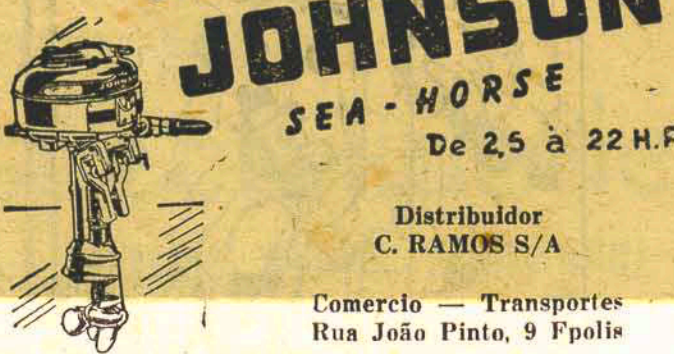 JOHNSON
SEA - HORSE
De 2,5 à 22 H.P
Distribuidor
C. RAMOS S/A
Comercio — Transportes
Rua João Pinto, 9 Fpolis